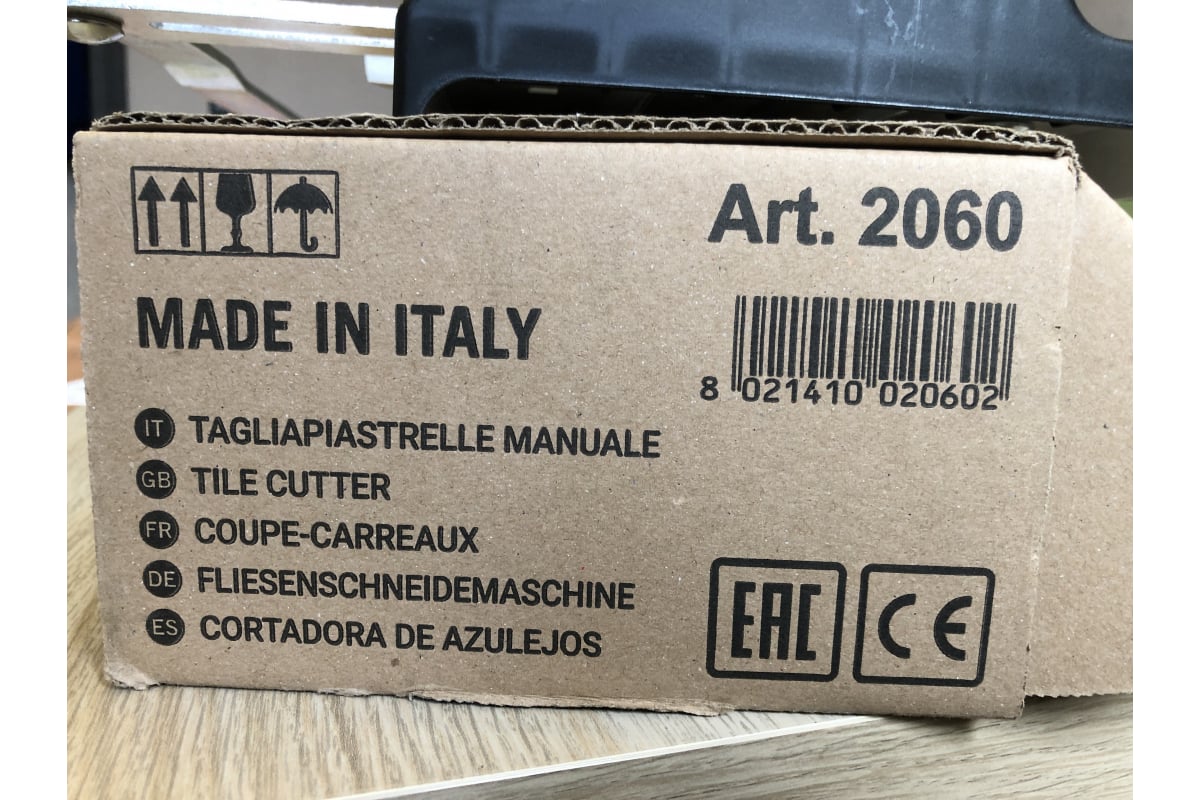 Art. 2060
MADE IN ITALY
8 021410 020602
IT TAGLIAPIASTRELLE MANUALE
GB TILE CUTTER
FR COUPE-CARREAUX
DE FLIESENSCHNEIDEMASCHINE
ES CORTADORA DE AZULEJOS
EAC CE